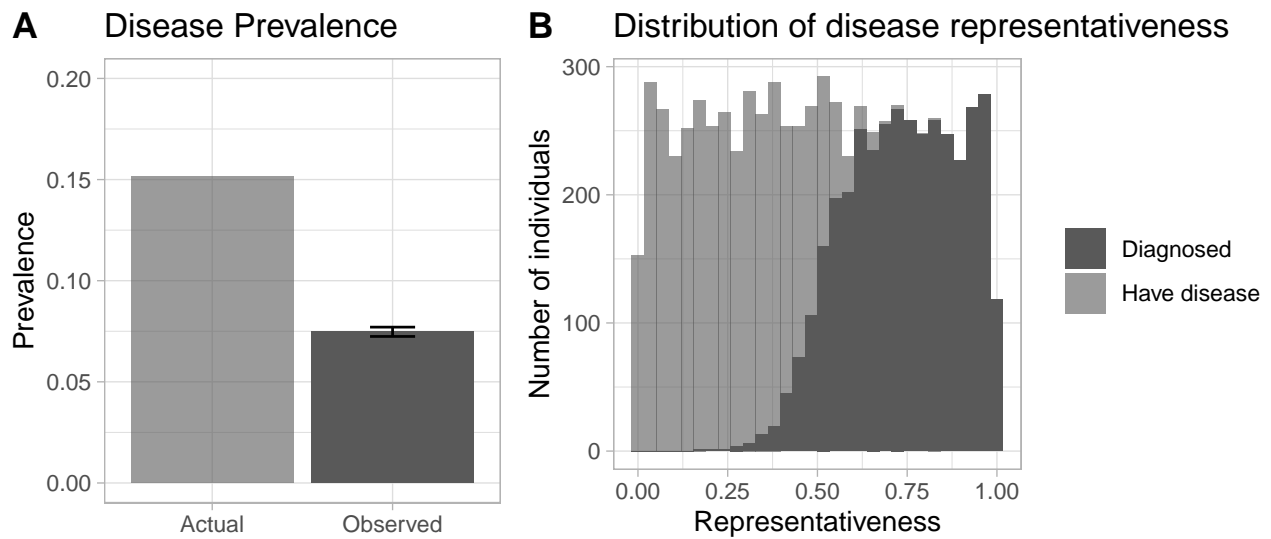 A Disease Prevalence
0.20
0.15
0.10
0.05
0.00
Prevalence
Actual Observed
B Distribution of disease representativeness
300
200
100
0
Number of individuals
0.00 0.25 0.50 0.75 1.00
Representativeness
Diagnosed
Have disease